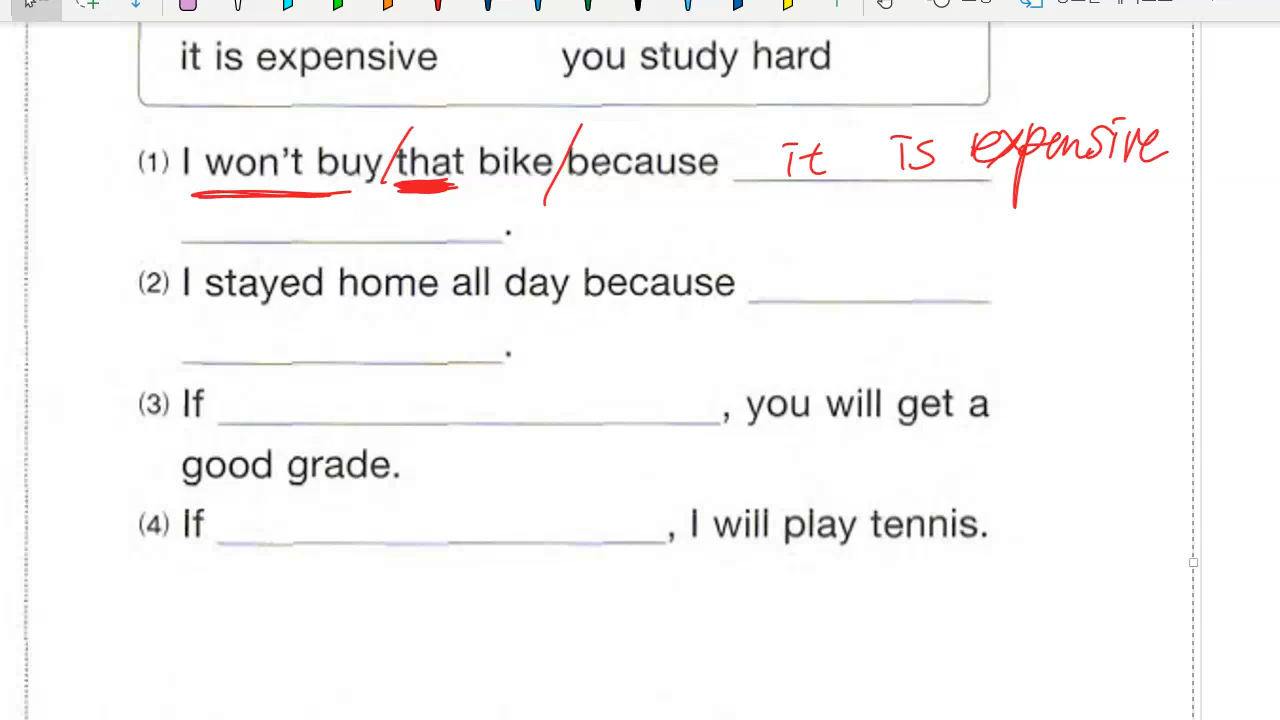 it is expensive you study hard
(1) I won't buy / that bike / because it is expensive
.
(2) I stayed home all day because
.
(3) If , you will get a
good grade.
(4) If , I will play tennis.